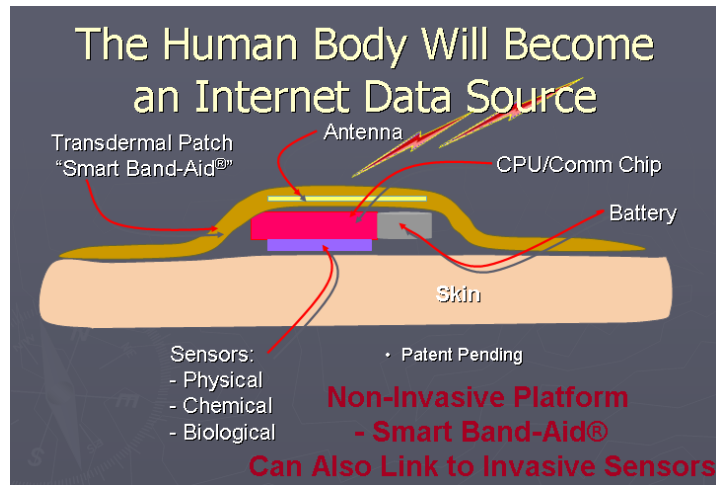 The Human Body Will Become
an Internet Data Source
Antenna
Transdermal Patch
"Smart Band-Aid®"
CPU/Comm Chip
Battery
Skin
Sensors:
- Physical
- Chemical
- Biological
• Patent Pending
Non-Invasive Platform
- Smart Band-Aid®
Can Also Link to Invasive Sensors